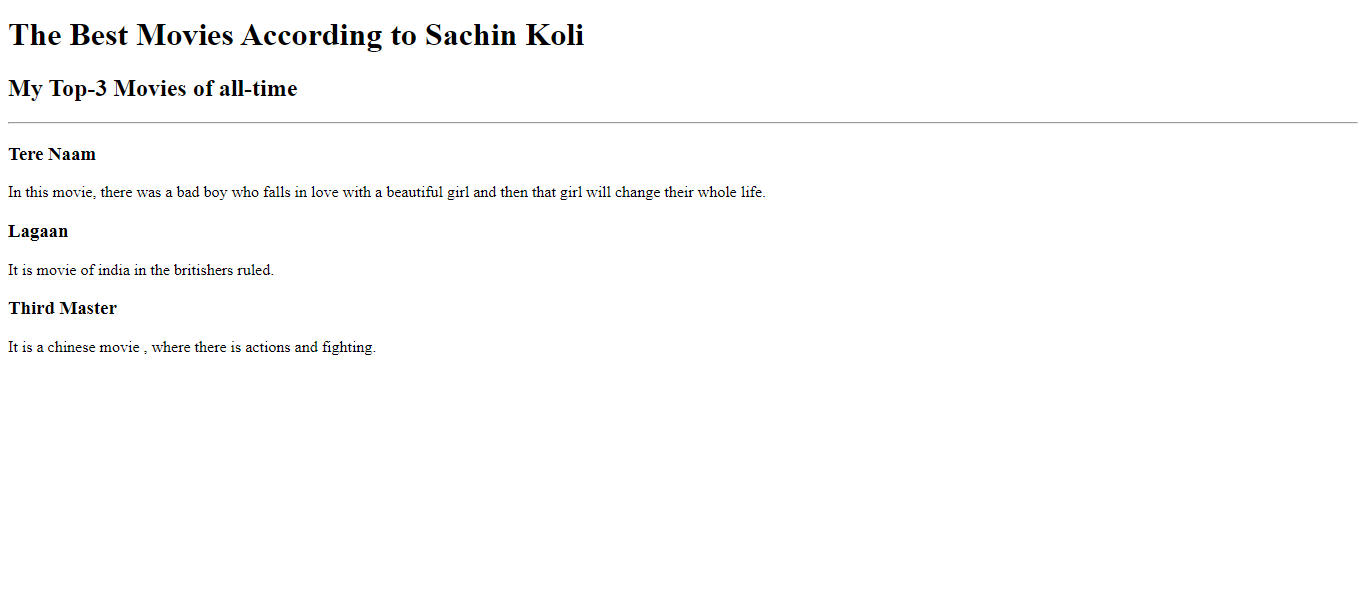 The Best Movies According to Sachin Koli
My Top-3 Movies of all-time
Tere Naam
In this movie, there was a bad boy who falls in love with a beautiful girl and then that girl will change their whole life.
Lagaan
It is movie of india in the britishers ruled.
Third Master
It is a chinese movie , where there is actions and fighting.